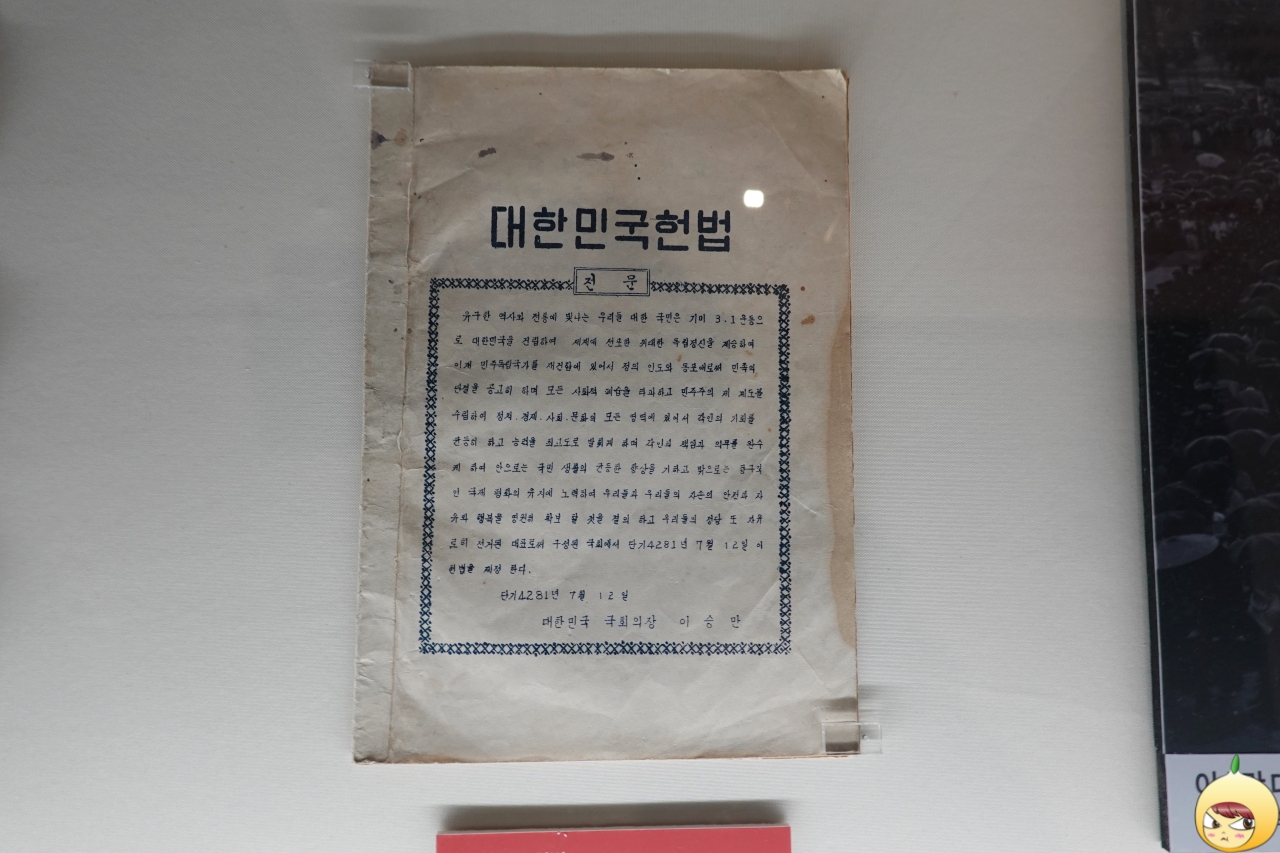 대한민국헌법
전 문
유구한 역사와 전통에 빛나는 우리들 대한 국민은 기미 3.1운동으
로 대한민국을 건립하여 세계에 선포한 위대한 독립정신을 계승하여
이제 민주독립국가를 재건함에 있어서 정의 인도와 동포애로써 민족의
단결을 공고히 하며 모든 사회적 폐습을 타파하고 민주주의 제 제도를
수립하여 정치.경제.사회.문화의 모든 영역에 있어서 각인의 기회를
균등히 하고 능력을 최고도로 발휘케 하며 각인의 책임과 의무를 완수
케 하여 안으로는 국민 생활의 균등한 향상을 기하고 밖으로는 항구적
인 국제 평화의 유지에 노력하여 우리들과 우리들의 자손의 안전과 자
유와 행복을 영원히 확보 할 것을 결의 하고 우리들의 정당 또 자유
로히 선거된 대표로써 구성된 국회에서 단기4281년 7월 12일 이
헌법을 제정 한다.
단기4281년 7월 12일
대한민국 국회의장 이 승 만